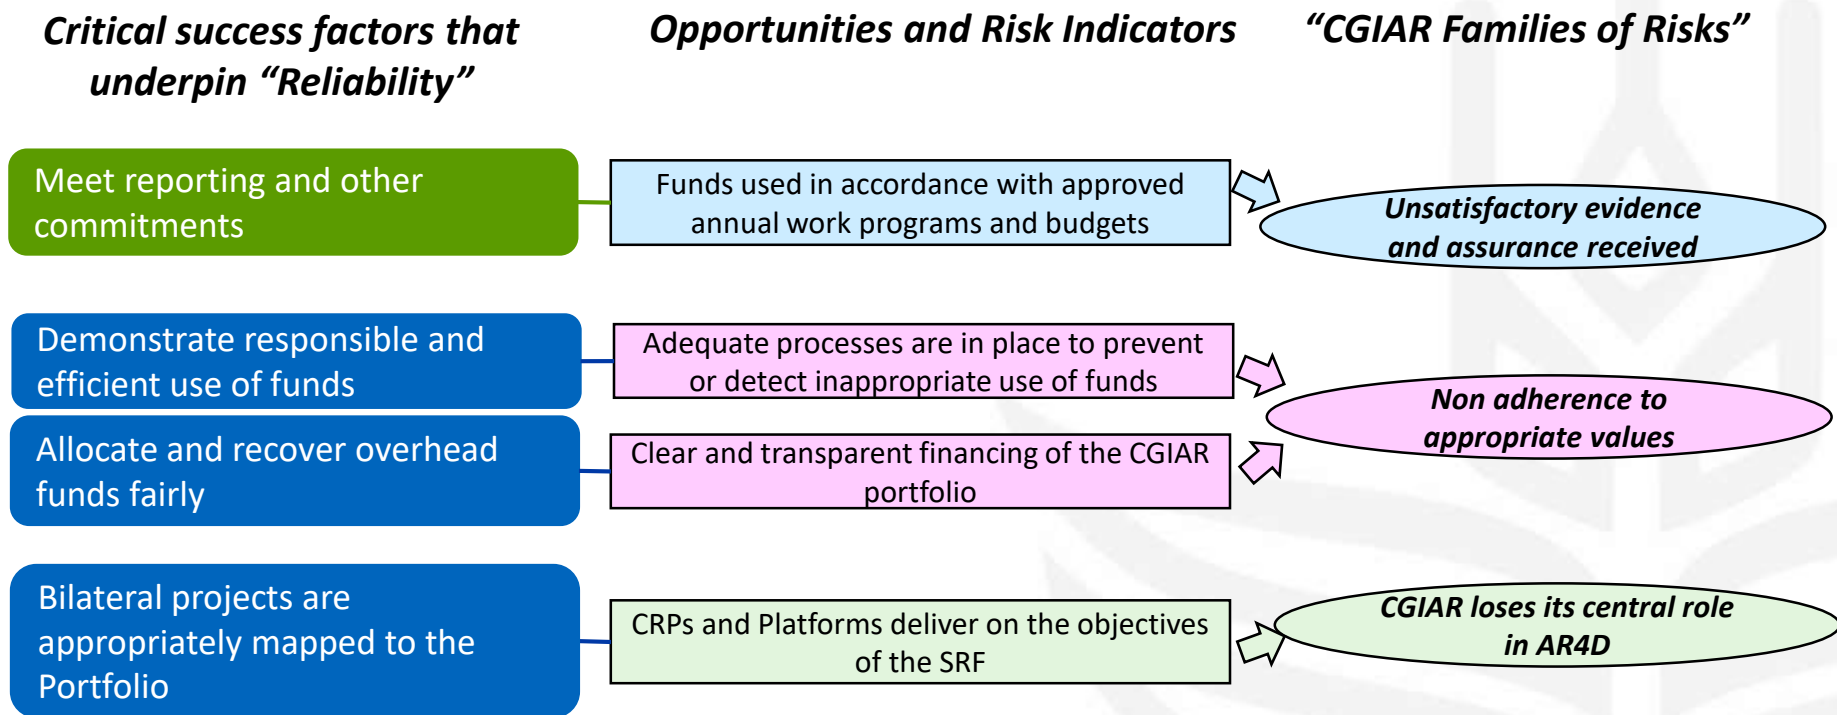 Critical success factors that
underpin “Reliability”
Opportunities and Risk Indicators
“CGIAR Families of Risks”
Meet reporting and other
commitments
Funds used in accordance with approved
annual work programs and budgets
Unsatisfactory evidence
and assurance received
Demonstrate responsible and
efficient use of funds
Adequate processes are in place to prevent
or detect inappropriate use of funds
Non adherence to
appropriate values
Allocate and recover overhead
funds fairly
Clear and transparent financing of the CGIAR
portfolio
Bilateral projects are
appropriately mapped to the
Portfolio
CRPs and Platforms deliver on the objectives
of the SRF
CGIAR loses its central role
in AR4D